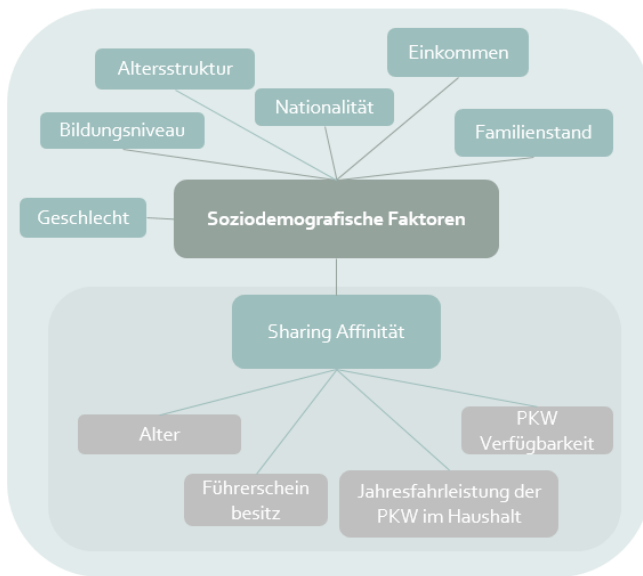 Einkommen
Altersstruktur
Nationalität
Bildungsniveau
Familienstand
Geschlecht
Soziodemografische Faktoren
Sharing Affinität
PKW
Verfügbarkeit
Alter
Führerschein
besitz
Jahresfahrleistung der
PKW im Haushalt